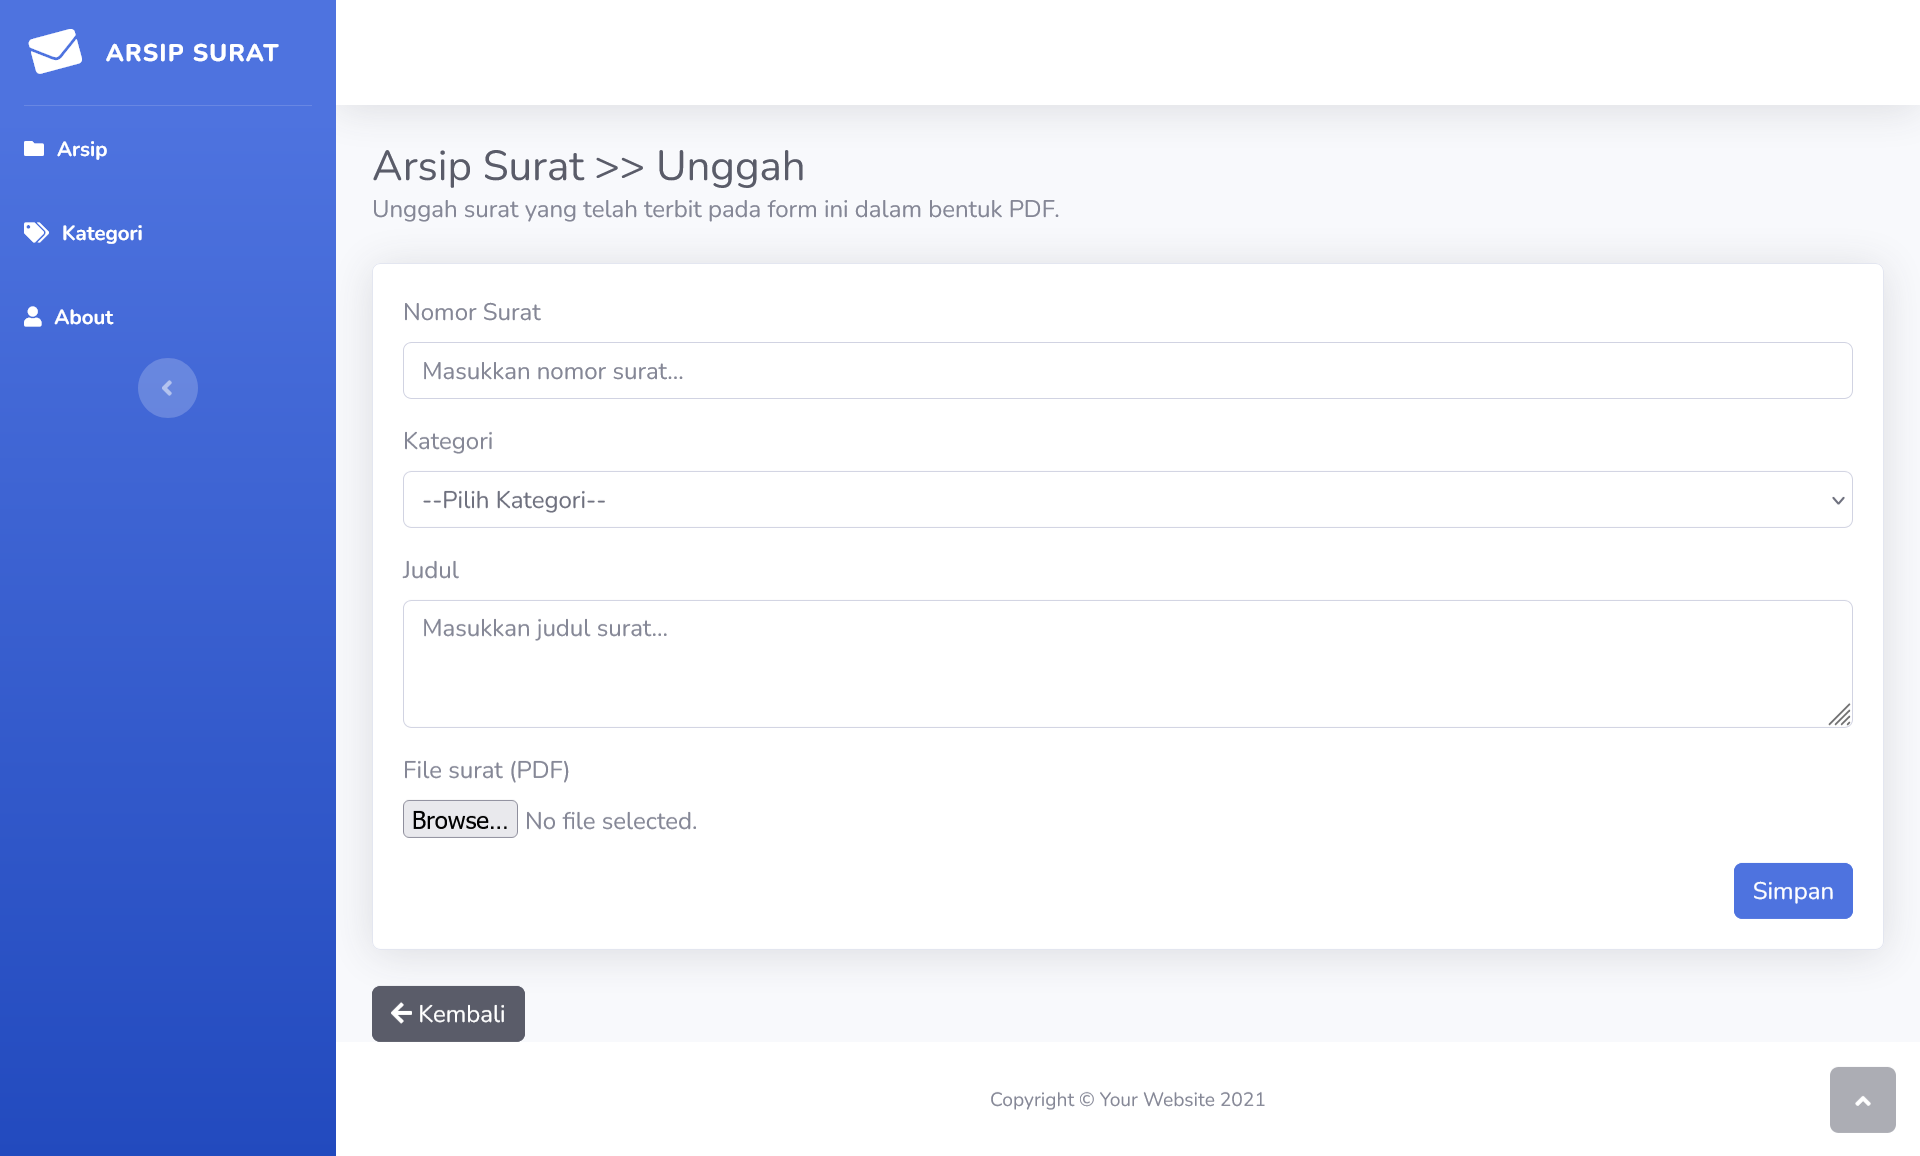 ARSIP SURAT
Arsip
Kategori
About
Arsip Surat >> Unggah
Unggah surat yang telah terbit pada form ini dalam bentuk PDF.
Nomor Surat
Masukkan nomor surat...
Kategori
--Pilih Kategori--
Judul
Masukkan judul surat...
File surat (PDF)
Browse... No file selected.
Simpan
Kembali
Copyright © Your Website 2021